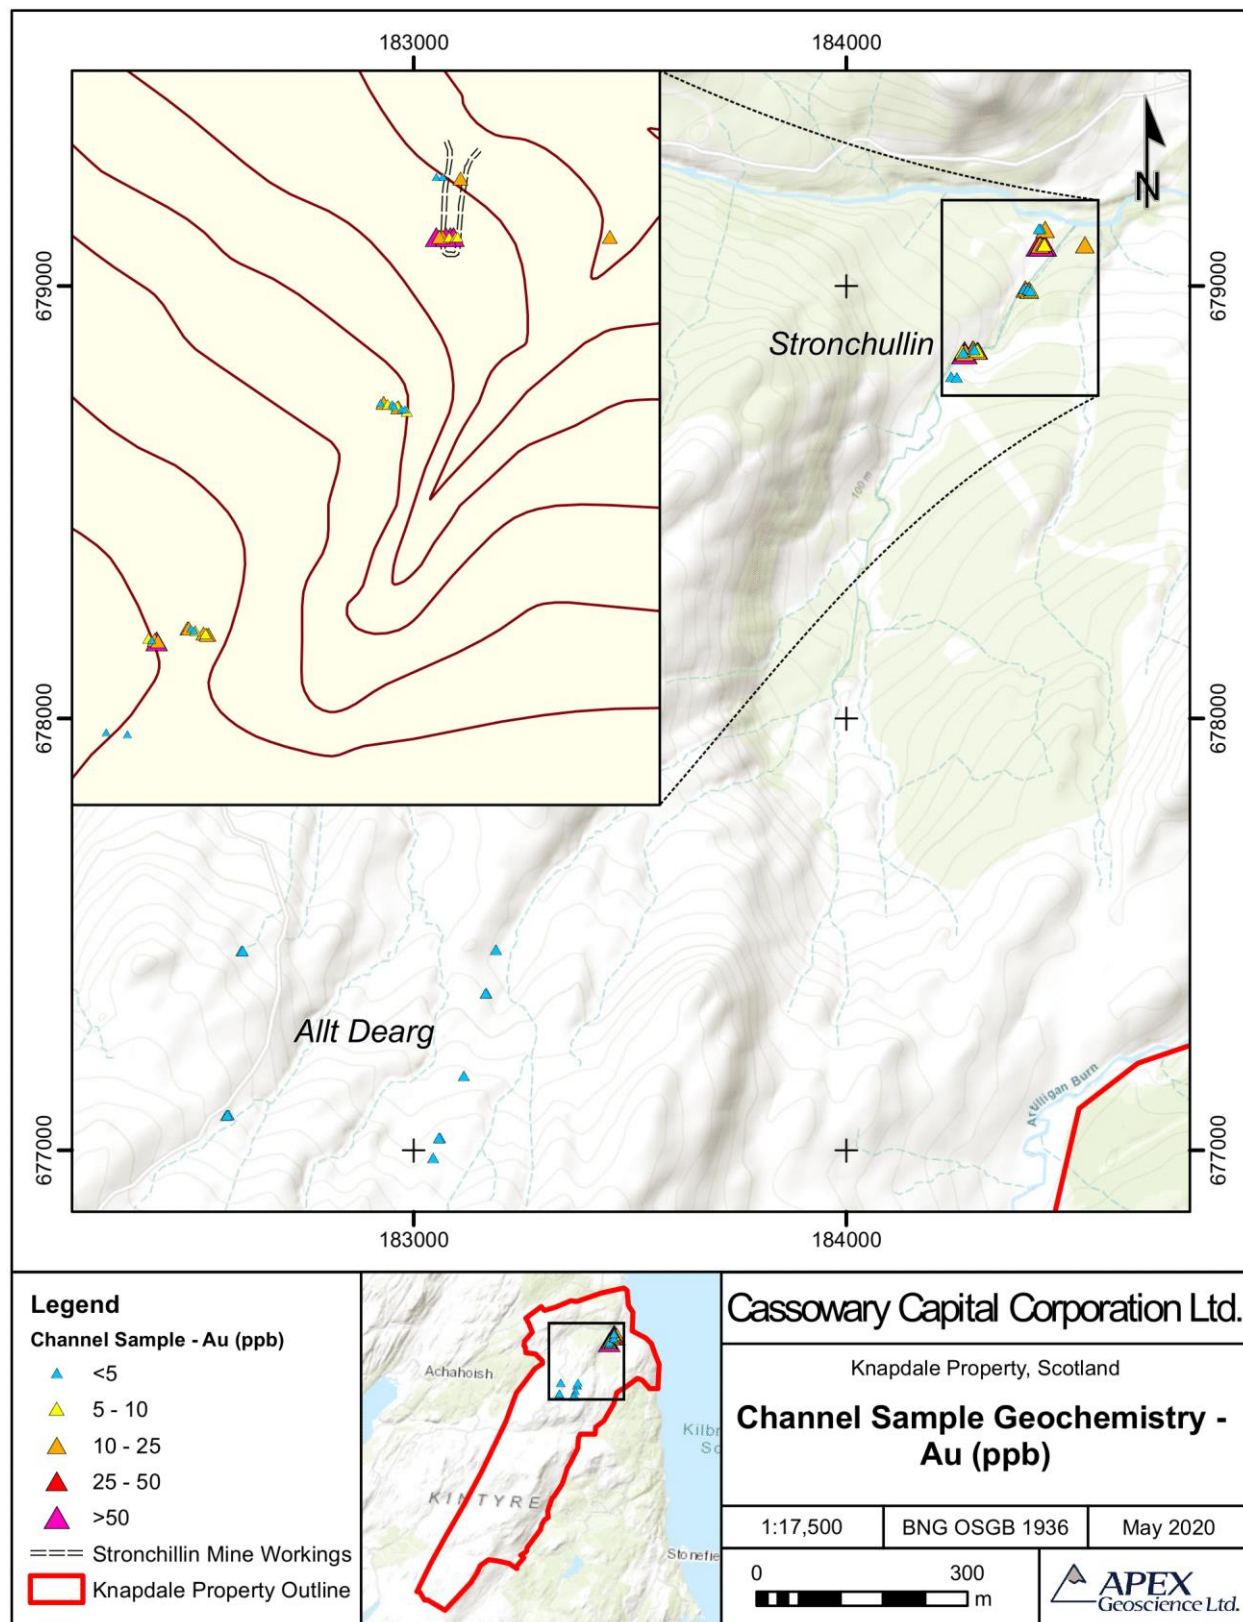 183000
184000
N
679000
679000
Stronchullin
100 m
678000
678000
Allt Dearg
Artilligan Burn
677000
677000
183000
184000
Legend
Channel Sample - Au (ppb)
<5
5 - 10
10 - 25
25 - 50
>50
Stronchillin Mine Workings
Knapdale Property Outline
Achahoish
Kilbr
So
KINTYRE
Stonefie
Cassowary Capital Corporation Ltd.
Knapdale Property, Scotland
Channel Sample Geochemistry -
Au (ppb)
1:17,500
BNG OSGB 1936
May 2020
0
300
m
APEX
Geoscience Ltd.